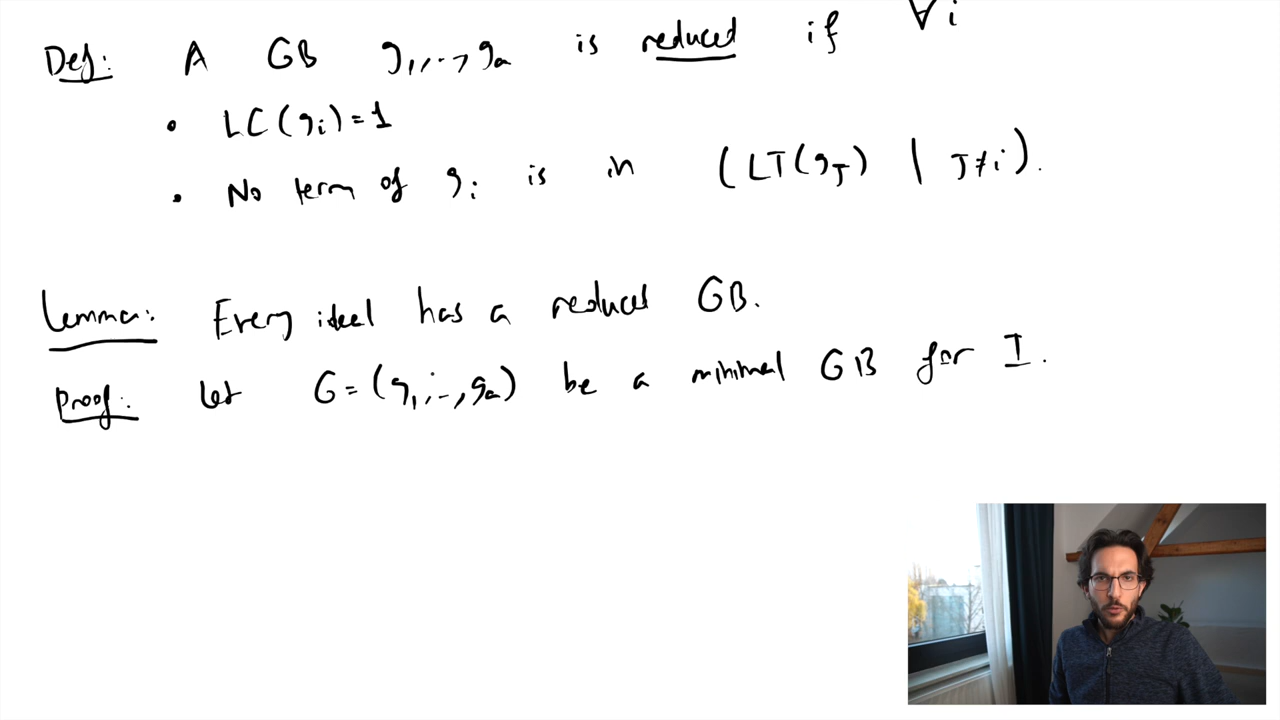 Def: A GB g₁,..,gₐ is reduced if ∀i
• LC(gᵢ)=1
• No term of gᵢ is in (LT(g_J) | J≠i).
Lemma: Every ideal has a reduced GB.
Proof: Let G=(g₁,..,gₐ) be a minimal GB for I.